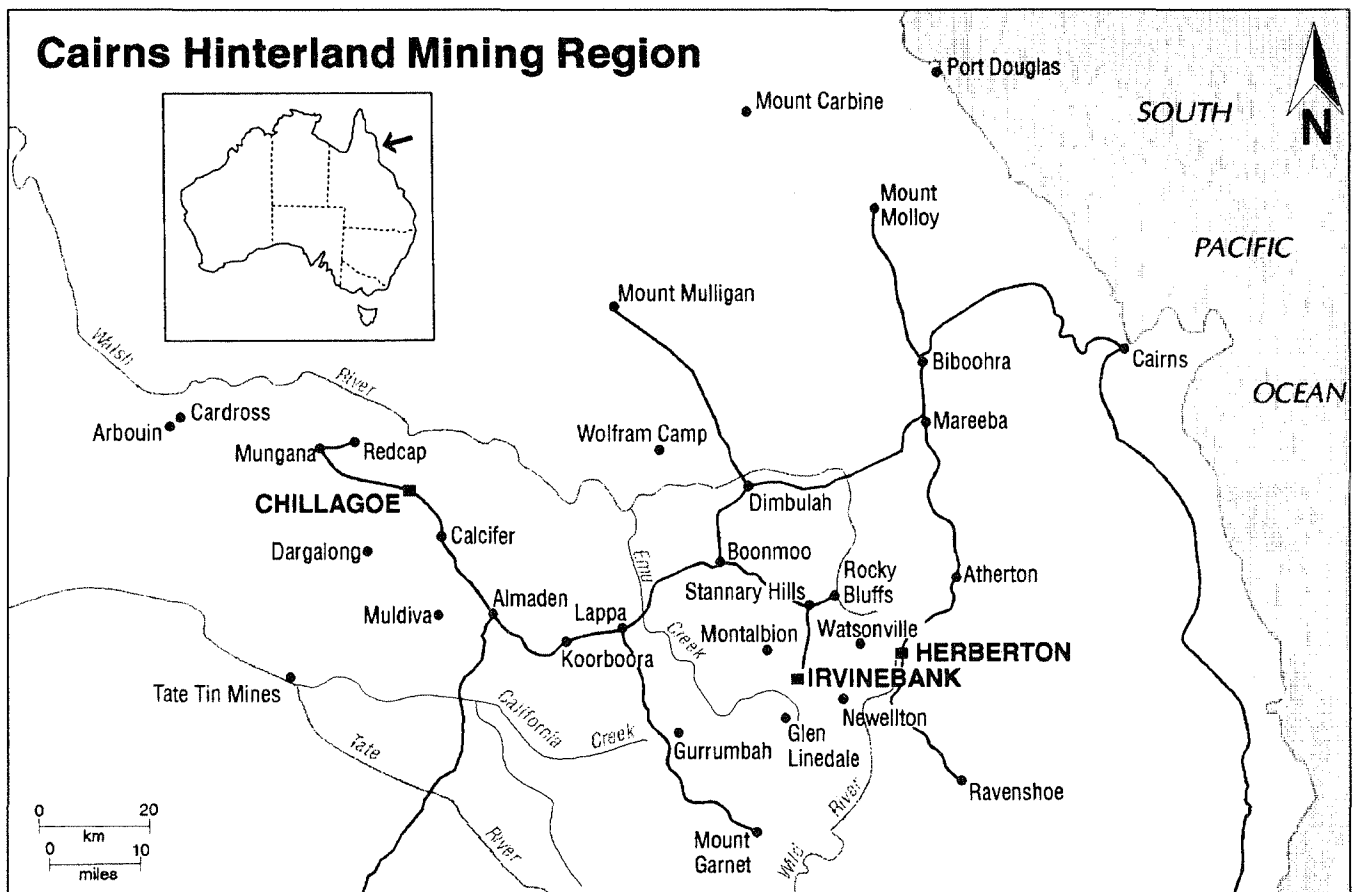 Cairns Hinterland Mining Region
Port Douglas
SOUTH
N
Mount Carbine
Mount
Molloy
PACIFIC
Mount Mulligan
Walsh
River
Biboohra
Cairns
OCEAN
Cardross
Arbouin
Mareeba
Wolfram Camp
Mungana
Redcap
CHILLAGOE
Dimbulah
Calcifer
Dargalong
Boonmoo
Emu
Creek
Rocky
Bluffs
Stannary Hills
Atherton
Almaden
Lappa
Muldiva
Montalbion
Watsonville
Koorboora
HERBERTON
IRVINEBANK
Tate Tin Mines
California
Creek
Newellton
Glen
Linedale
Gurrumbah
Tate
River
Ravenshoe
Wild
River
Mount
Garnet
0 20
km
0 10
miles